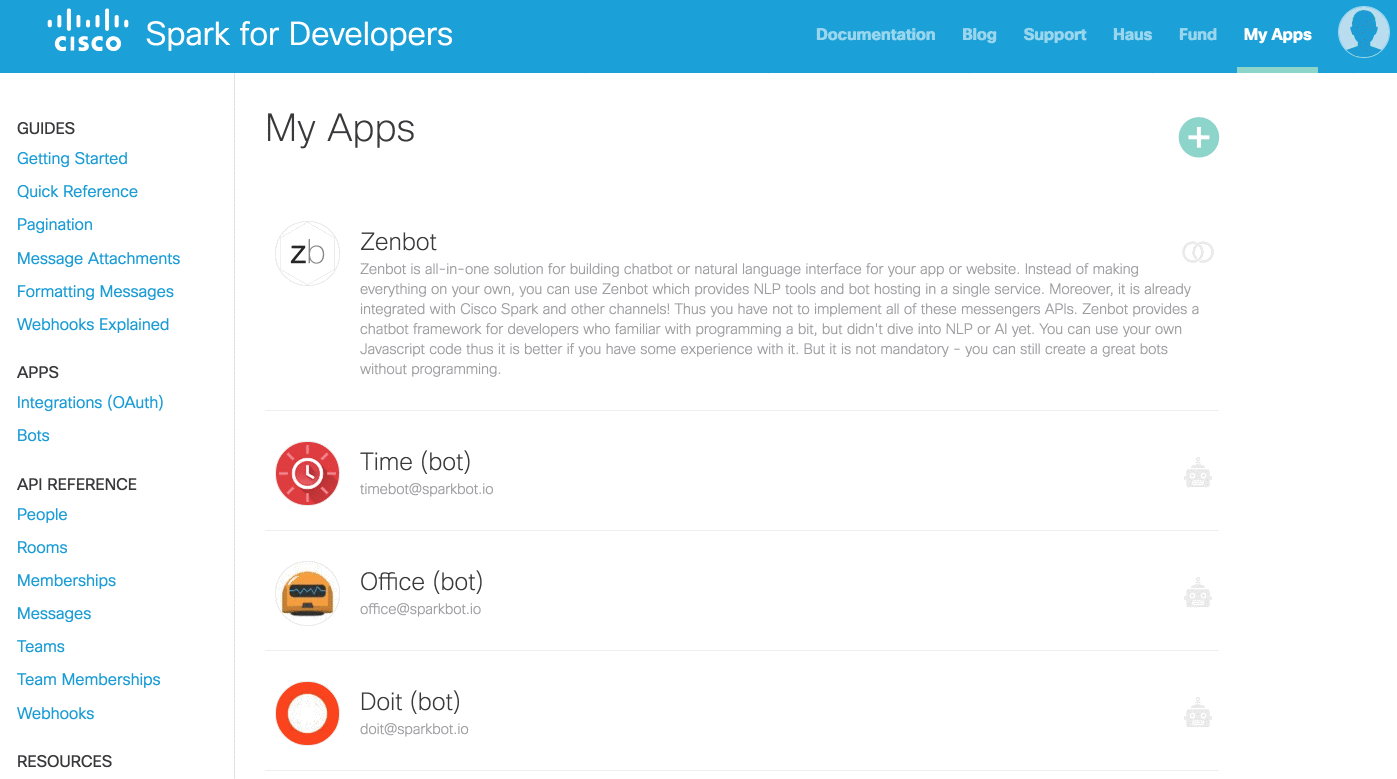 CISCO Spark for Developers
Documentation Blog Support Haus Fund My Apps
GUIDES
Getting Started
Quick Reference
Pagination
Message Attachments
Formatting Messages
Webhooks Explained
APPS
Integrations (OAuth)
Bots
API REFERENCE
People
Rooms
Memberships
Messages
Teams
Team Memberships
Webhooks
RESOURCES
My Apps
zb
Zenbot
Zenbot is all-in-one solution for building chatbot or natural language interface for your app or website. Instead of making
everything on your own, you can use Zenbot which provides NLP tools and bot hosting in a single service. Moreover, it is already
integrated with Cisco Spark and other channels! Thus you have not to implement all of these messengers APIs. Zenbot provides a
chatbot framework for developers who familiar with programming a bit, but didn't dive into NLP or AI yet. You can use your own
Javascript code thus it is better if you have some experience with it. But it is not mandatory - you can still create a great bots
without programming.
Time (bot)
timebot@sparkbot.io
Office (bot)
office@sparkbot.io
Doit (bot)
doit@sparkbot.io